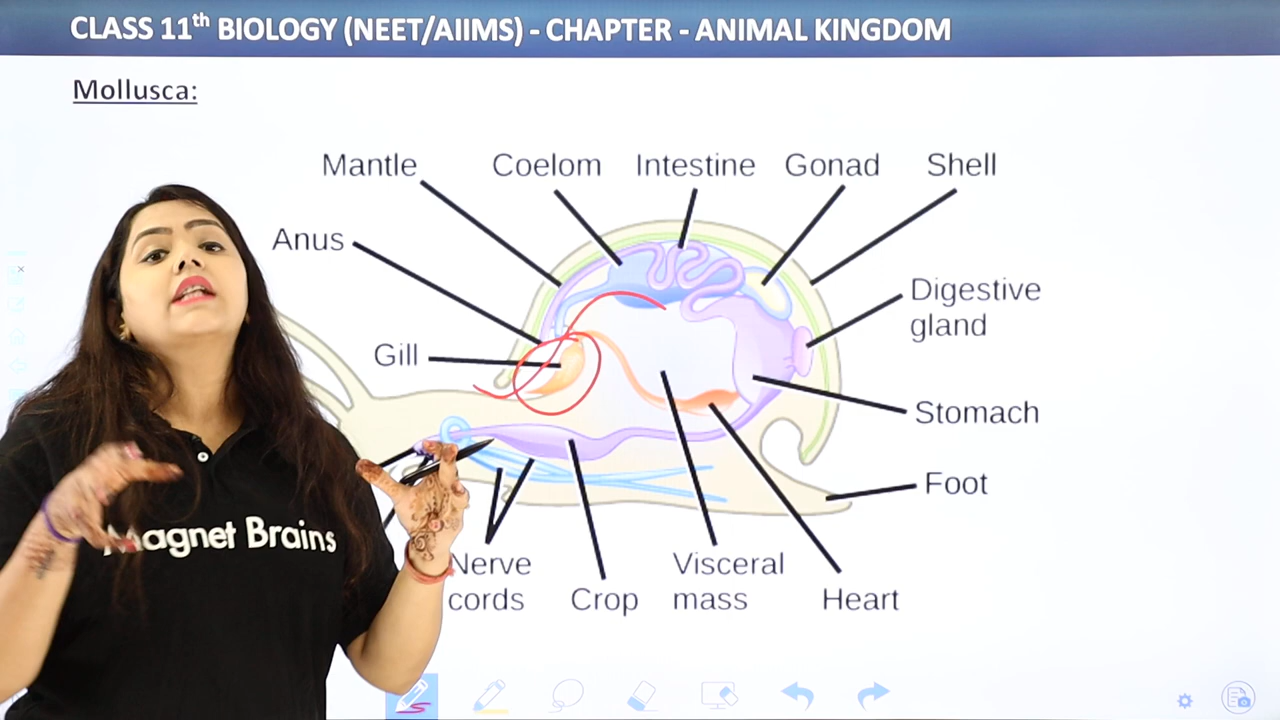 CLASS 11th BIOLOGY (NEET/AIIMS) - CHAPTER - ANIMAL KINGDOM
Mollusca:
Mantle
Coelom
Intestine
Gonad
Shell
Anus
Digestive
gland
Gill
Stomach
Foot
Magnet Brains
Nerve
cords
Crop
Visceral
mass
Heart